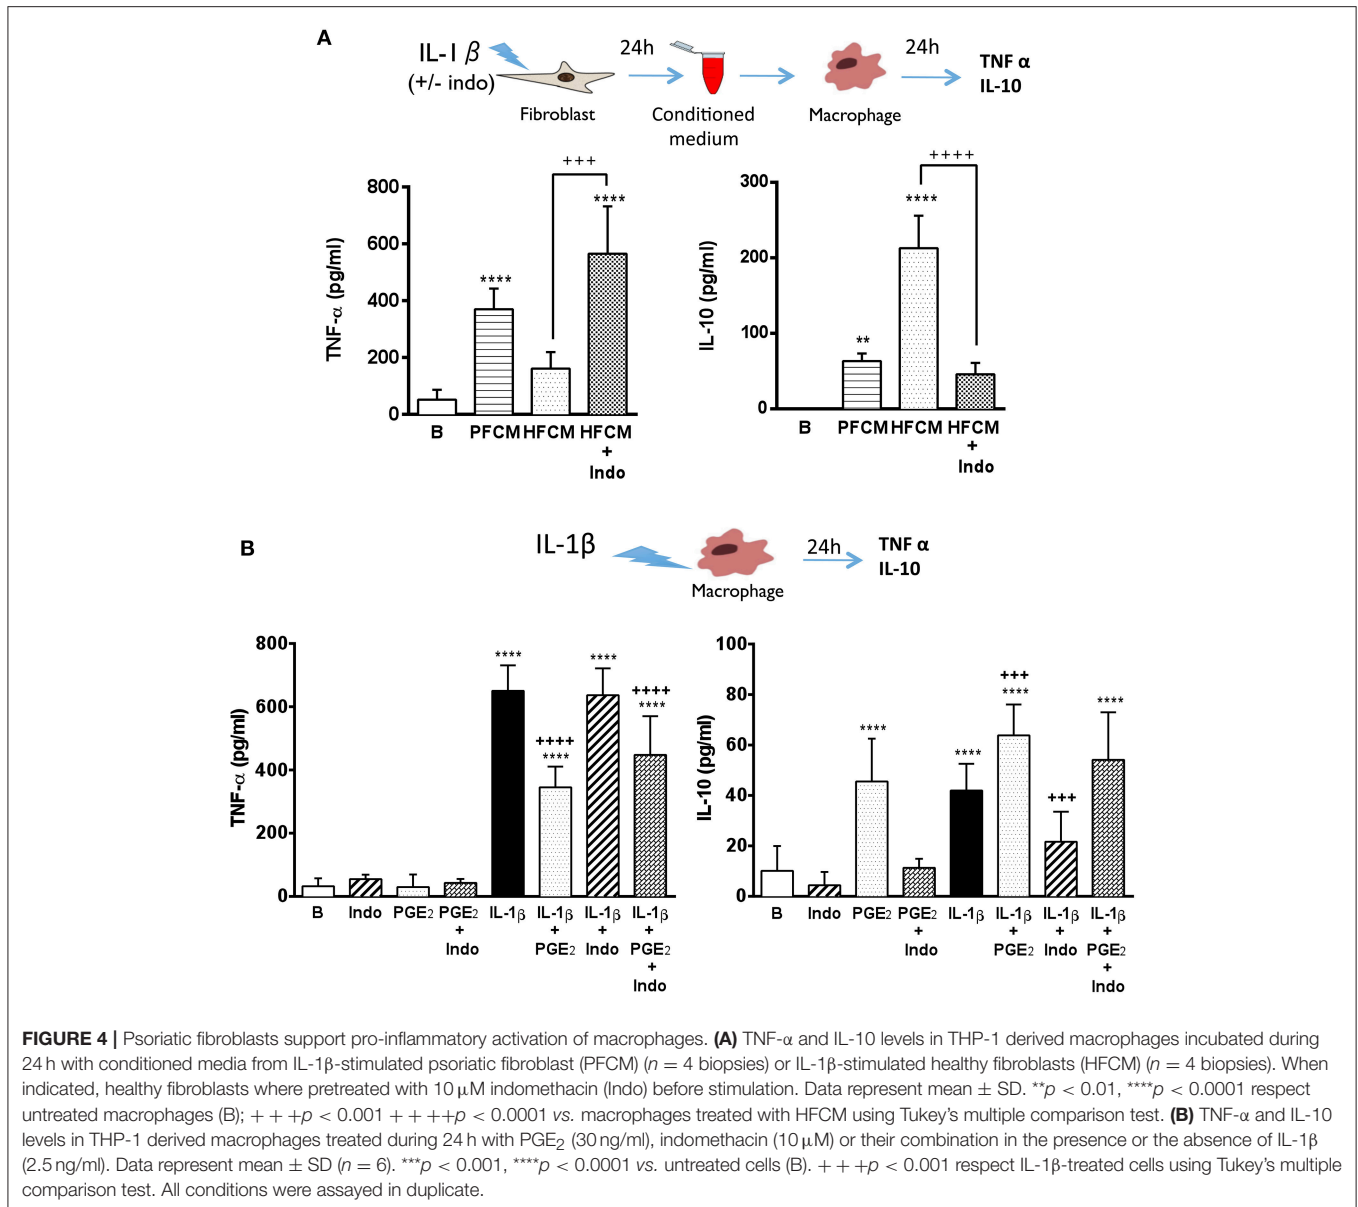 A
IL-1 β
(+/- indo)
24h
24h
TNF α
IL-10
Fibroblast
Conditioned
medium
Macrophage
TNF-α (pg/ml)
800
600
400
200
0
****
+++
****
B
PFCM
HFCM
HFCM
+
Indo
IL-10 (pg/ml)
300
200
100
0
**
****
++++
B
PFCM
HFCM
HFCM
+
Indo
B
IL-1β
24h
TNF α
IL-10
Macrophage
TNF-α (pg/ml)
800
600
400
200
0
****
++++
****
****
++++
****
B
Indo
PGE2
PGE2
+
Indo
IL-1β
IL-1β
+
PGE2
IL-1β
+
Indo
IL-1β
+
PGE2
+
Indo
IL-10 (pg/ml)
100
80
60
40
20
0
****
****
+++
****
+++
****
B
Indo
PGE2
PGE2
+
Indo
IL-1β
IL-1β
+
PGE2
IL-1β
+
Indo
IL-1β
+
PGE2
+
Indo
FIGURE 4 | Psoriatic fibroblasts support pro-inflammatory activation of macrophages. (A) TNF-α and IL-10 levels in THP-1 derived macrophages incubated during
24 h with conditioned media from IL-1β-stimulated psoriatic fibroblast (PFCM) (n = 4 biopsies) or IL-1β-stimulated healthy fibroblasts (HFCM) (n = 4 biopsies). When
indicated, healthy fibroblasts where pretreated with 10 μM indomethacin (Indo) before stimulation. Data represent mean ± SD. **p < 0.01, ****p < 0.0001 respect
untreated macrophages (B); + + +p < 0.001 + + ++p < 0.0001 vs. macrophages treated with HFCM using Tukey's multiple comparison test. (B) TNF-α and IL-10
levels in THP-1 derived macrophages treated during 24 h with PGE2 (30 ng/ml), indomethacin (10 μM) or their combination in the presence or the absence of IL-1β
(2.5 ng/ml). Data represent mean ± SD (n = 6). ***p < 0.001, ****p < 0.0001 vs. untreated cells (B). + + +p < 0.001 respect IL-1β-treated cells using Tukey's multiple
comparison test. All conditions were assayed in duplicate.